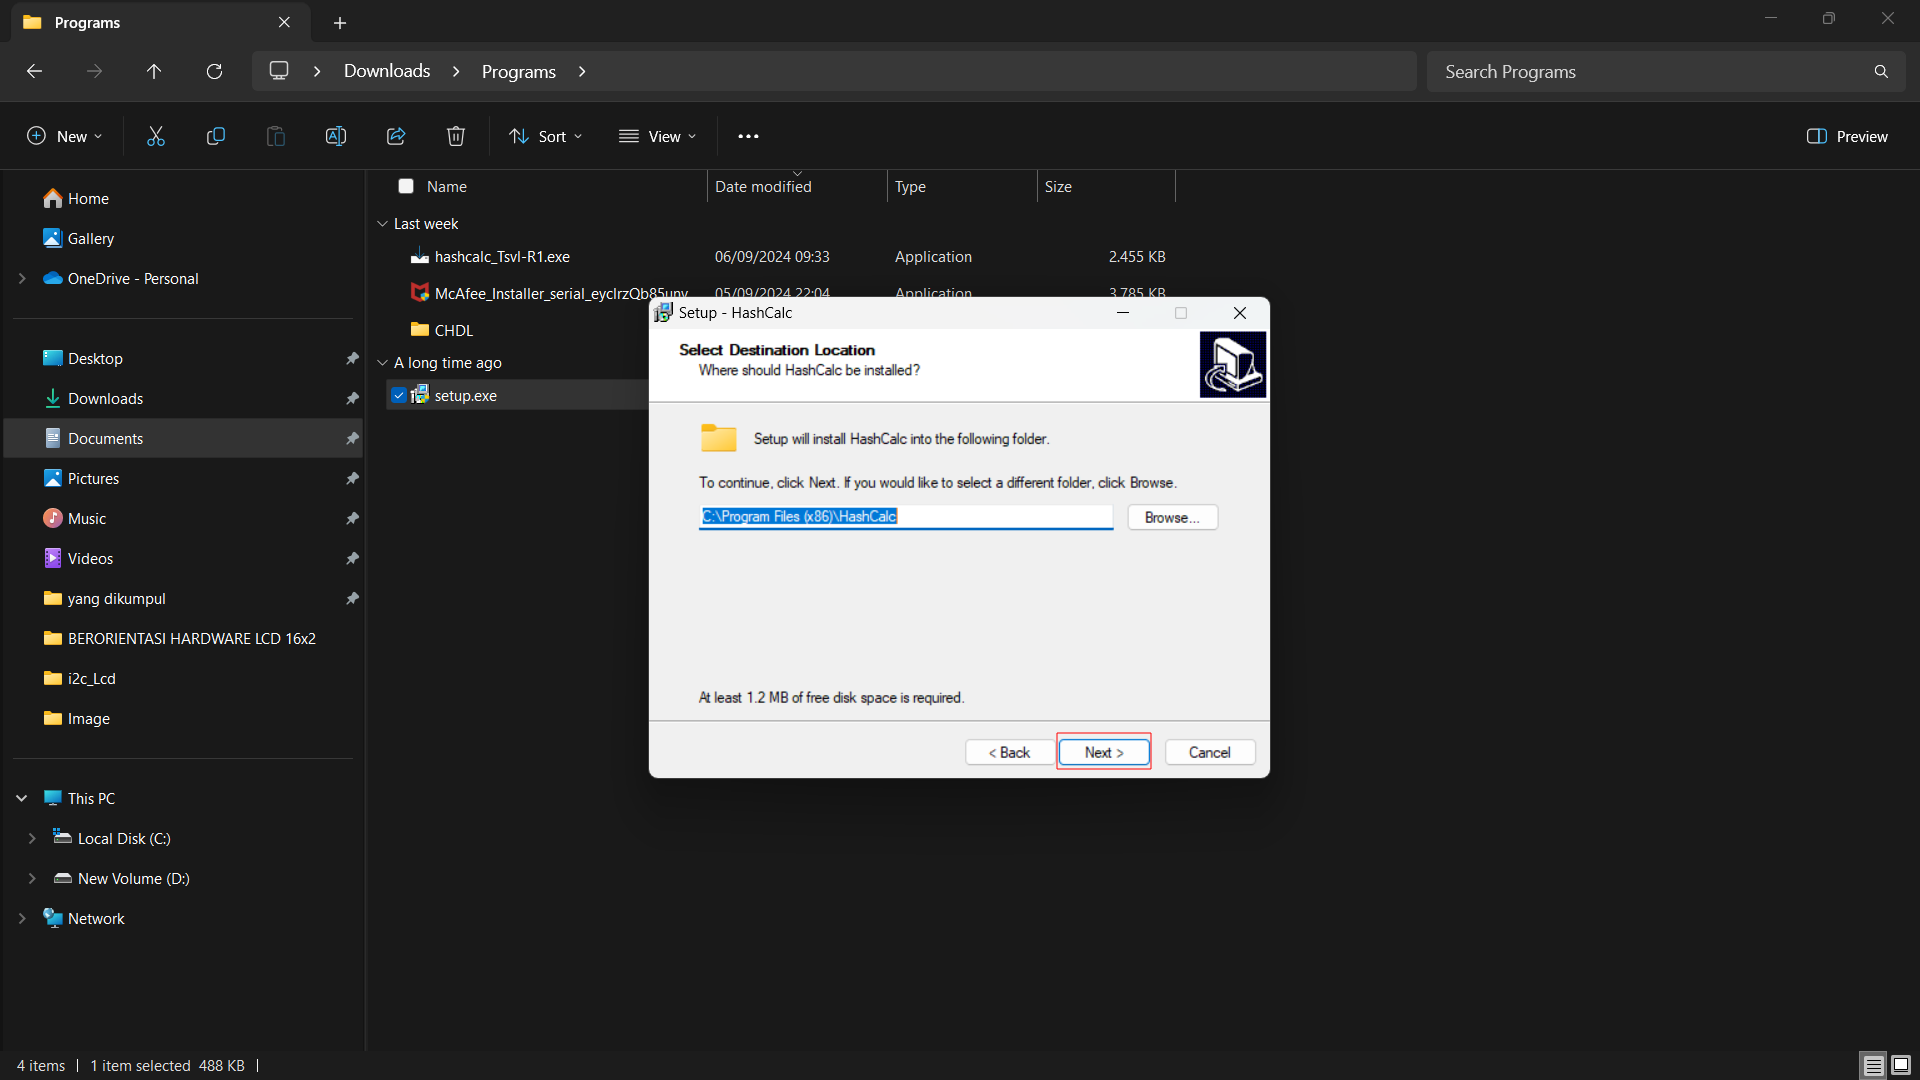 Programs
Downloads
Programs
Search Programs
New
Sort
View
Preview
Home
Gallery
OneDrive - Personal
Desktop
Downloads
Documents
Pictures
Music
Videos
yang dikumpul
BERORIENTASI HARDWARE LCD 16x2
i2c_Lcd
Image
This PC
Local Disk (C:)
New Volume (D:)
Network
Name Date modified Type Size
Last week
hashcalc_Tsvl-R1.exe 06/09/2024 09:33 Application 2.455 KB
05/09/2024 22:04 Application 3.785 KB
CHDL
A long time ago
setup.exe
Setup - HashCalc
Select Destination Location
Where should HashCalc be installed?
Setup will install HashCalc into the following folder.
To continue, click Next. If you would like to select a different folder, click Browse.
C:\Program Files (x86)\HashCalc
Browse...
At least 1.2 MB of free disk space is required.
< Back
Next >
Cancel
4 items
1 item selected 488 KB